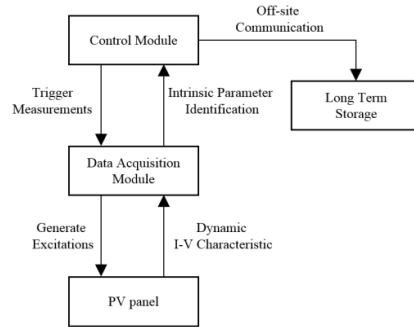 Off-site
Communication
Control Module
Trigger
Measurements
Intrinsic Parameter
Identification
Long Term
Storage
Data Acquisition
Module
Generate
Excitations
Dynamic
I-V Characteristic
PV panel